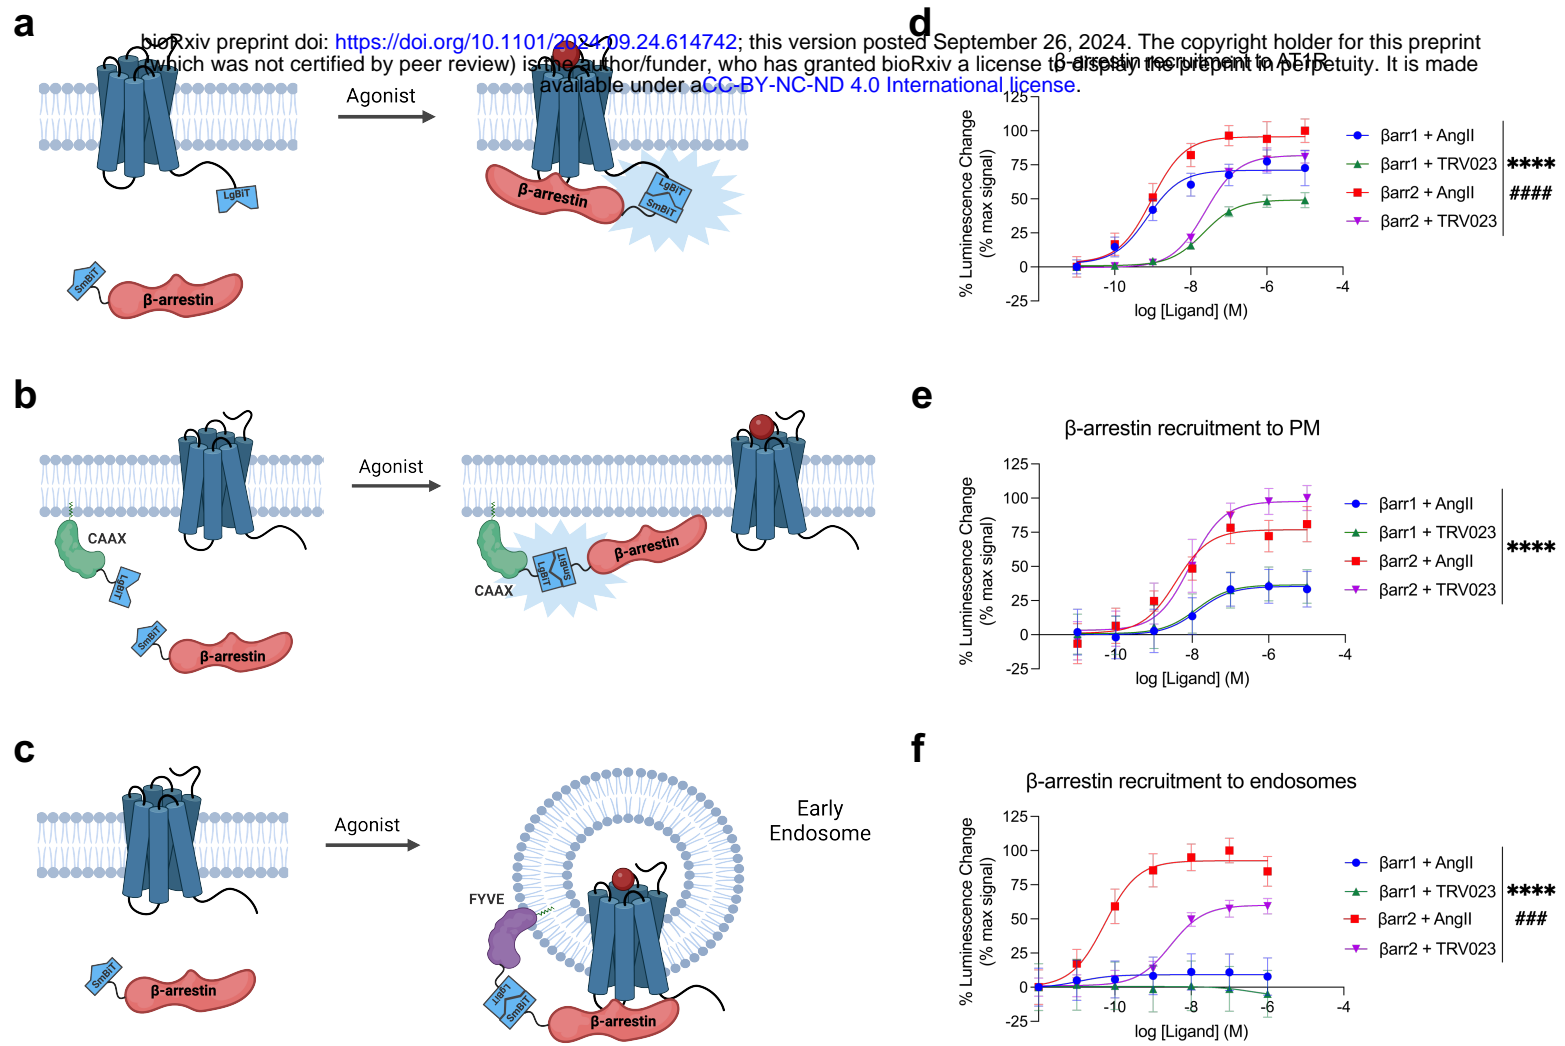 a
bioRxiv preprint doi: https://doi.org/10.1101/2024.09.24.614742; this version posted September 26, 2024. The copyright holder for this preprint
(which was not certified by peer review) is the author/funder, who has granted bioRxiv a license to display the preprint in perpetuity. It is made
available under aCC-BY-NC-ND 4.0 International license.
Agonist
LgBiT
SmBiT
β-arrestin
β-arrestin
LgBiT
SmBiT
d
β-arrestin recruitment to AT1R
% Luminescence Change
(% max signal)
125
100
75
50
25
0
-25
-10
-8
-6
-4
log [Ligand] (M)
βarr1 + AngII
βarr1 + TRV023
βarr2 + AngII
βarr2 + TRV023
****
####
b
Agonist
CAAX
LgBiT
SmBiT
β-arrestin
CAAX
LgBiT
SmBiT
β-arrestin
e
β-arrestin recruitment to PM
% Luminescence Change
(% max signal)
125
100
75
50
25
0
-25
-10
-8
-6
-4
log [Ligand] (M)
βarr1 + AngII
βarr1 + TRV023
βarr2 + AngII
βarr2 + TRV023
****
c
Agonist
SmBiT
β-arrestin
Early
Endosome
FYVE
LgBiT
SmBiT
β-arrestin
f
β-arrestin recruitment to endosomes
% Luminescence Change
(% max signal)
125
100
75
50
25
0
-25
-10
-8
-6
-4
log [Ligand] (M)
βarr1 + AngII
βarr1 + TRV023
βarr2 + AngII
βarr2 + TRV023
****
###